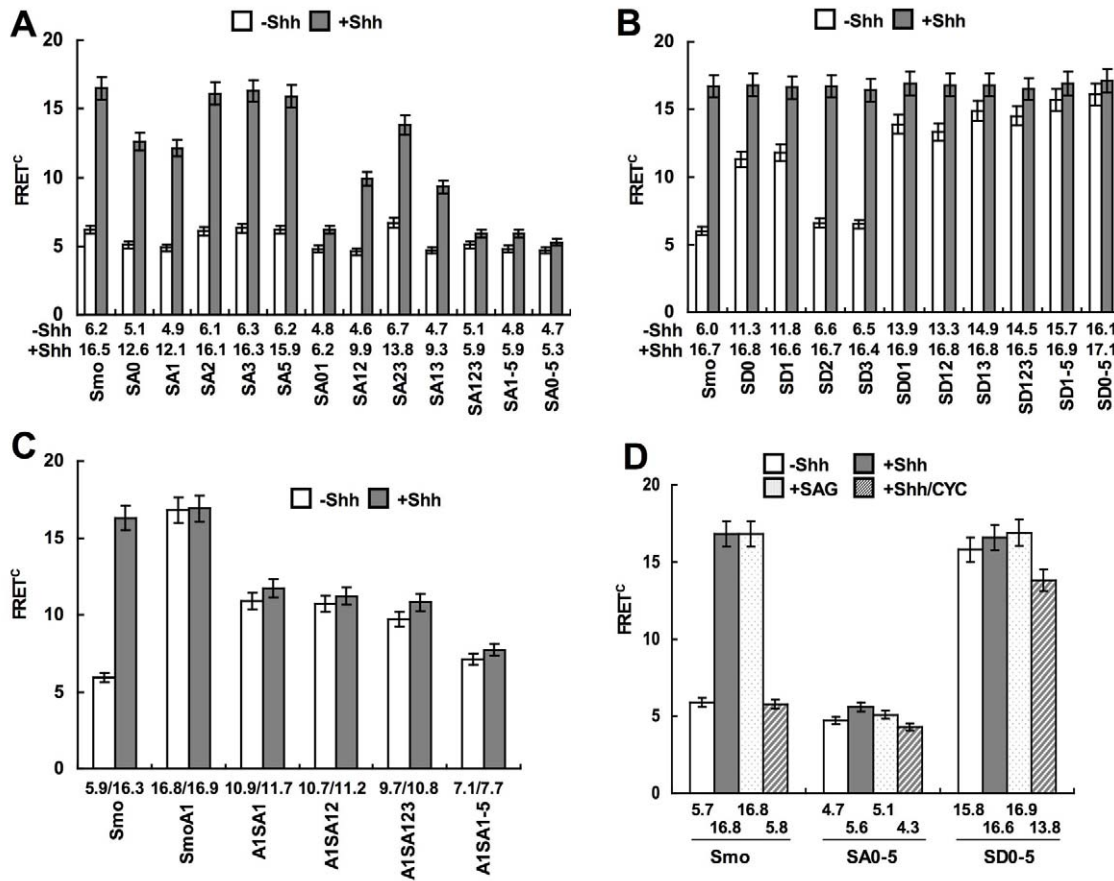 A
-Shh +Shh
20
15
10
5
0
FRETᶜ
-Shh 6.2 5.1 4.9 6.1 6.3 6.2 4.8 4.6 6.7 4.7 5.1 4.8 4.7
+Shh 16.5 12.6 12.1 16.1 16.3 15.9 6.2 9.9 13.8 9.3 5.9 5.9 5.3
Smo SA0 SA1 SA2 SA3 SA5 SA01 SA12 SA23 SA13 SA123 SA1-5 SA0-5
B
-Shh +Shh
20
15
10
5
0
FRETᶜ
-Shh 6.0 11.3 11.8 6.6 6.5 13.9 13.3 14.9 14.5 15.7 16.1
+Shh 16.7 16.8 16.6 16.7 16.4 16.9 16.8 16.8 16.5 16.9 17.1
Smo SD0 SD1 SD2 SD3 SD01 SD12 SD13 SD123 SD1-5 SD0-5
C
-Shh +Shh
20
15
10
5
0
FRETᶜ
5.9/16.3 16.8/16.9 10.9/11.7 10.7/11.2 9.7/10.8 7.1/7.7
Smo SmoA1 A1SA1 A1SA12 A1SA123 A1SA1-5
D
-Shh +Shh
+SAG +Shh/CYC
20
15
10
5
0
FRETᶜ
5.7 16.8 4.7 5.1 15.8 16.9
16.8 5.8 5.6 4.3 16.6 13.8
Smo SA0-5 SD0-5